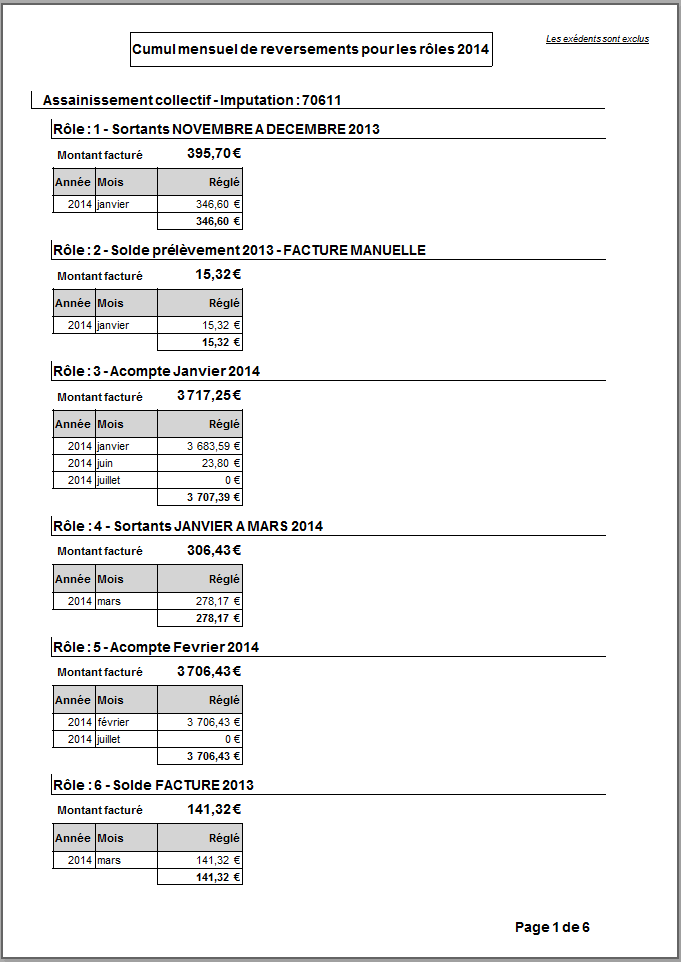 Cumul mensuel de reversements pour les rôles 2014
Les exédents sont exclus
Assainissement collectif - Imputation : 70611
Rôle : 1 - Sortants NOVEMBRE A DECEMBRE 2013
Montant facturé 395,70 €
Année Mois Réglé
2014 janvier 346,60 €
346,60 €
Rôle : 2 - Solde prélèvement 2013 - FACTURE MANUELLE
Montant facturé 15,32 €
Année Mois Réglé
2014 janvier 15,32 €
15,32 €
Rôle : 3 - Acompte Janvier 2014
Montant facturé 3 717,25 €
Année Mois Réglé
2014 janvier 3 683,59 €
2014 juin 23,80 €
2014 juillet 0 €
3 707,39 €
Rôle : 4 - Sortants JANVIER A MARS 2014
Montant facturé 306,43 €
Année Mois Réglé
2014 mars 278,17 €
278,17 €
Rôle : 5 - Acompte Fevrier 2014
Montant facturé 3 706,43 €
Année Mois Réglé
2014 février 3 706,43 €
2014 juillet 0 €
3 706,43 €
Rôle : 6 - Solde FACTURE 2013
Montant facturé 141,32 €
Année Mois Réglé
2014 mars 141,32 €
141,32 €
Page 1 de 6